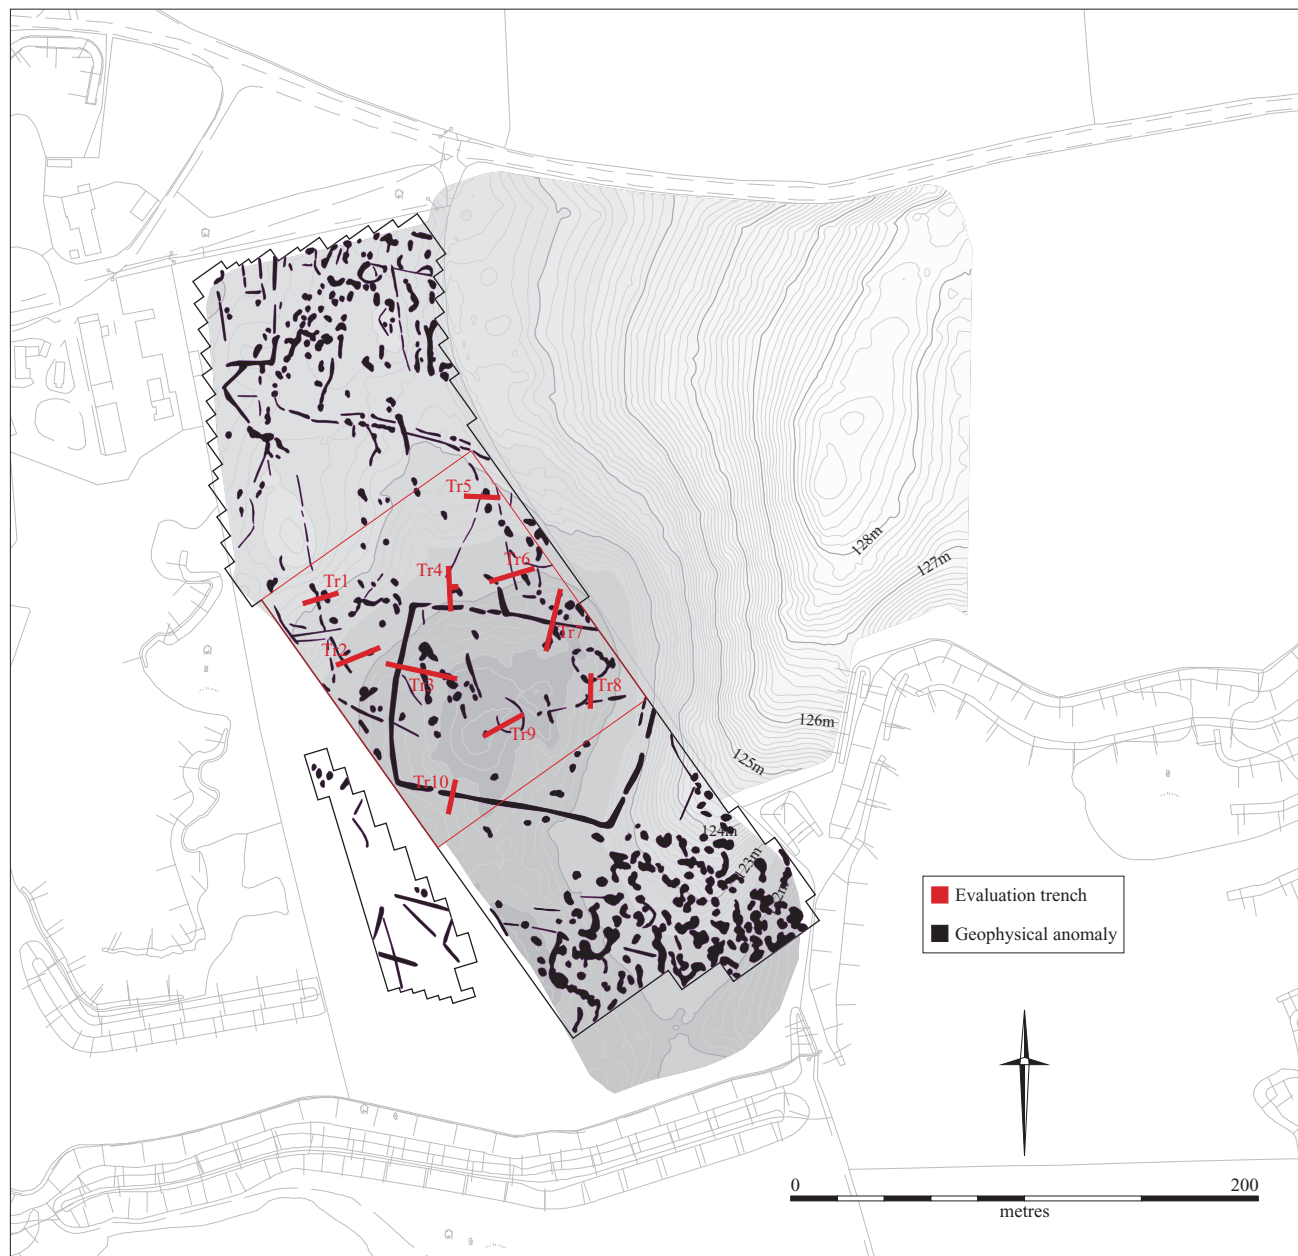 Tr5
Tr6
Tr4
Tr1
Tr7
Tr2
Tr3
Tr8
Tr9
Tr10
128m
127m
126m
125m
124m
123m
Evaluation trench
Geophysical anomaly
0
200
metres